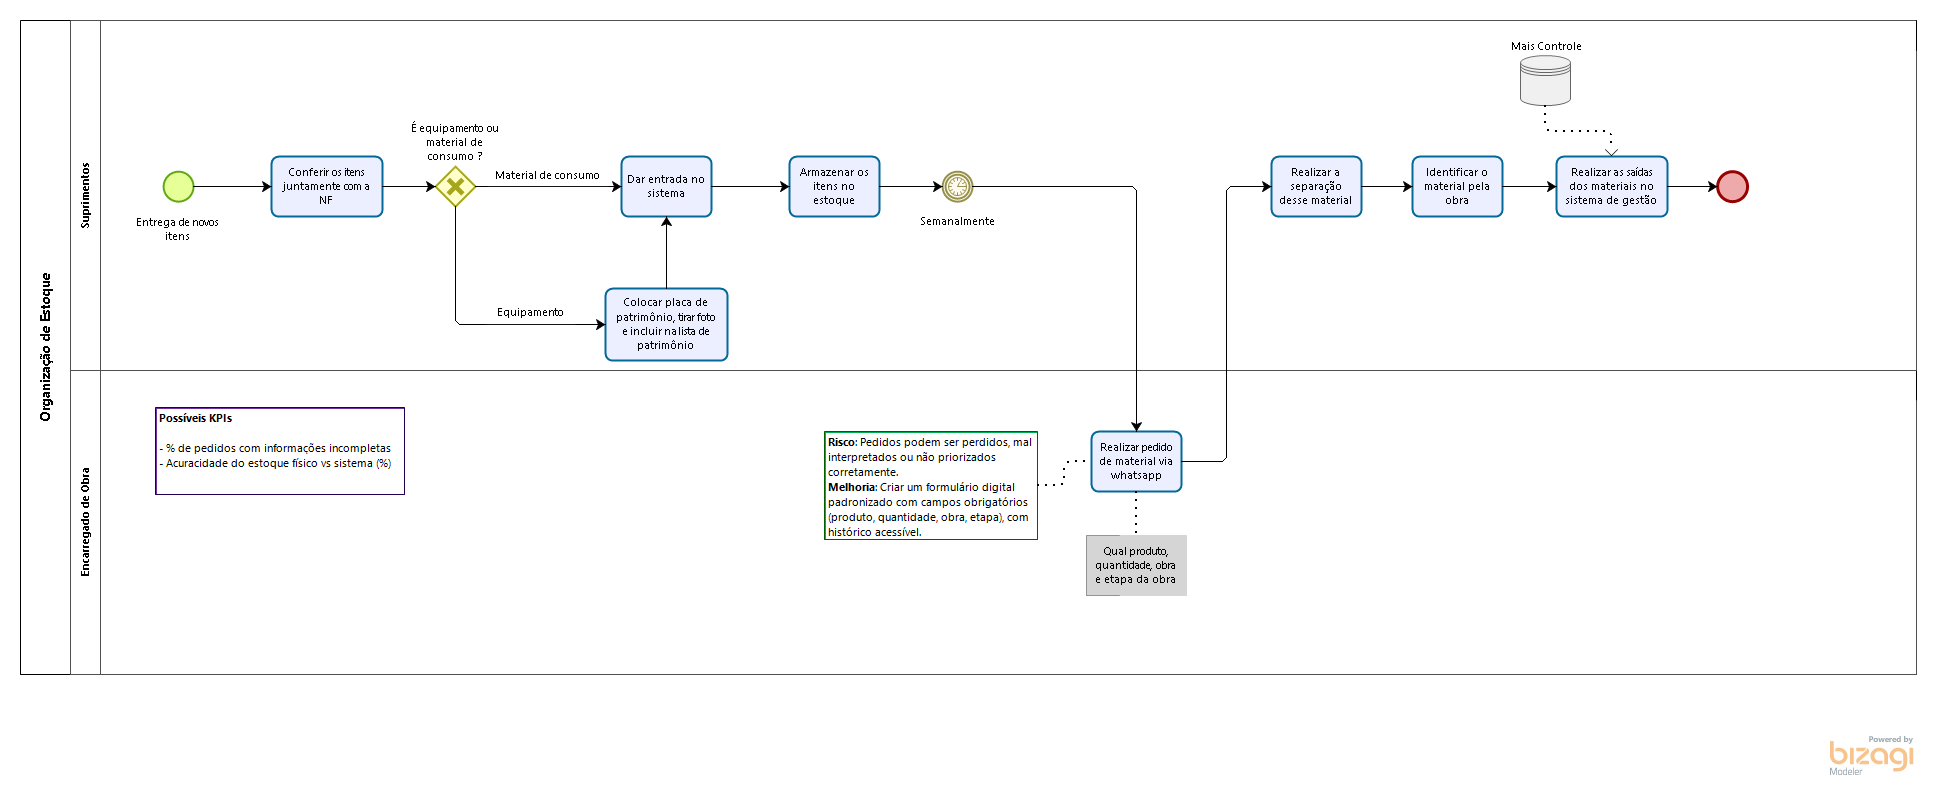 Organização de Estoque
Suprimentos
Entrega de novos
itens
Conferir os itens
juntamente com a
NF
É equipamento ou
material de
consumo ?
Material de consumo
Equipamento
Colocar placa de
patrimônio, tirar foto
e incluir na lista de
patrimônio
Dar entrada no
sistema
Armazenar os
itens no
estoque
Semanalmente
Realizar a
separação
desse material
Identificar o
material pela
obra
Mais Controle
Realizar as saídas
dos materiais no
sistema de gestão
Encarregado de Obra
Possíveis KPIs
- % de pedidos com informações incompletas
- Acuracidade do estoque físico vs sistema (%)
Risco: Pedidos podem ser perdidos, mal
interpretados ou não priorizados
corretamente.
Melhoria: Criar um formulário digital
padronizado com campos obrigatórios
(produto, quantidade, obra, etapa), com
histórico acessível.
Realizar pedido
de material via
whatsapp
Qual produto,
quantidade, obra
e etapa da obra
Powered by
bizagi
Modeler